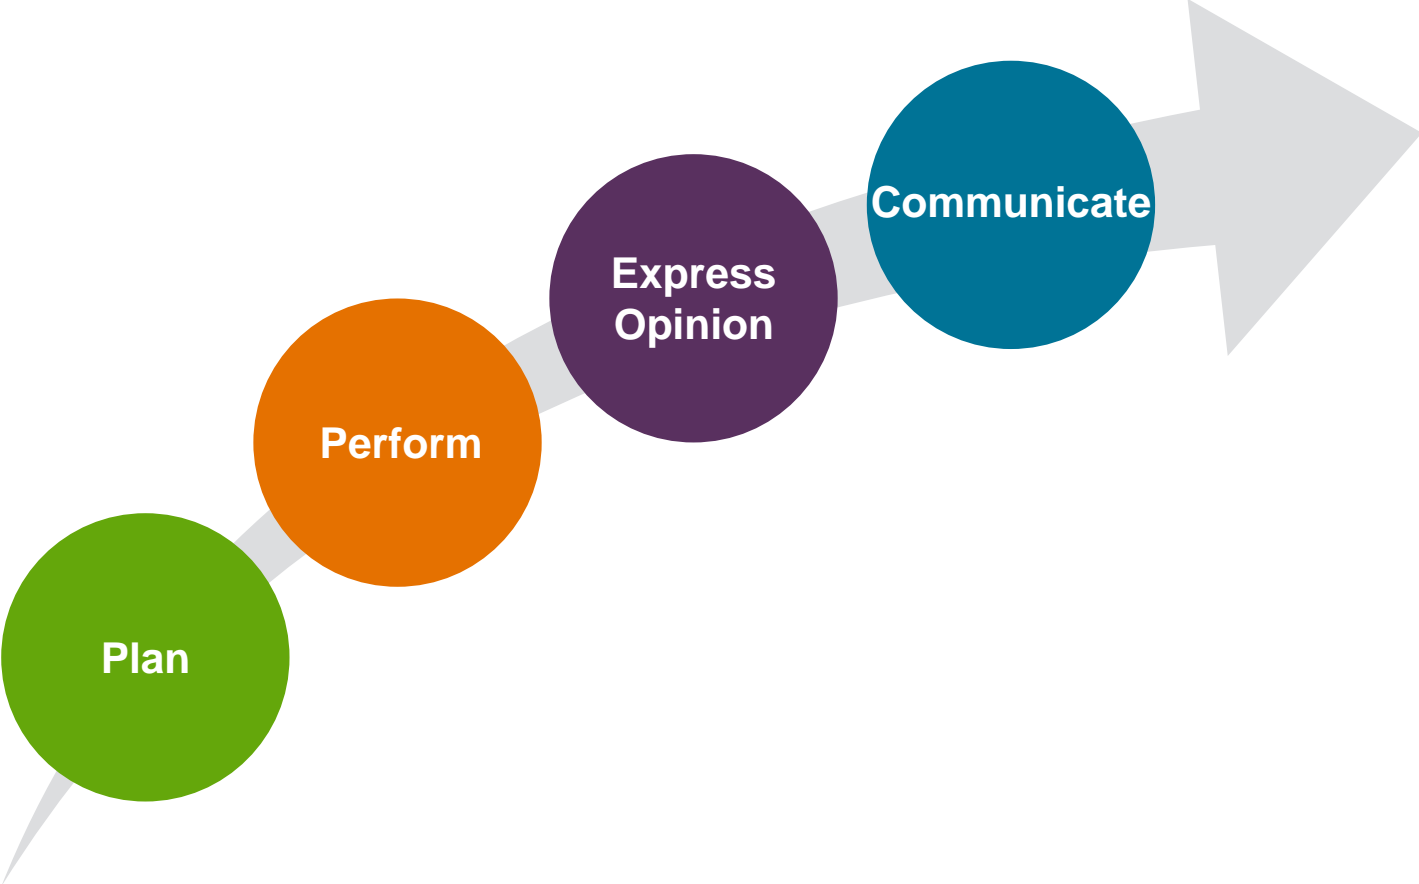 Plan
Perform
Express
Opinion
Communicate